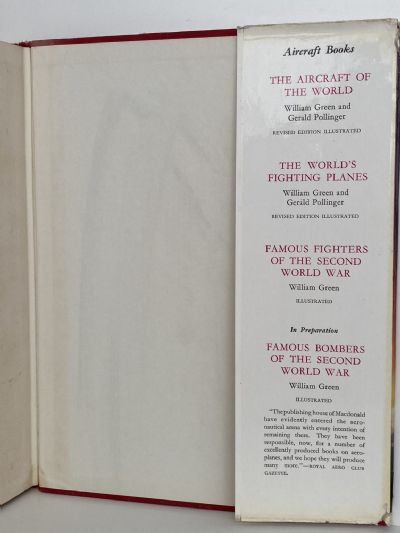 Aircraft Books
THE AIRCRAFT OF
THE WORLD
William Green and
Gerald Pollinger
REVISED EDITION ILLUSTRATED
THE WORLD'S
FIGHTING PLANES
William Green and
Gerald Pollinger
REVISED EDITION ILLUSTRATED
FAMOUS FIGHTERS
OF THE SECOND
WORLD WAR
William Green
ILLUSTRATED
In Preparation
FAMOUS BOMBERS
OF THE SECOND
WORLD WAR
William Green
ILLUSTRATED
"The publishing house of Macdonald
have evidently entered the aero-
nautical arena with every intention of
remaining there. They have been
responsible, now, for a number of
excellently produced books on aero-
planes, and we hope they will produce
many more."—ROYAL AERO CLUB
GAZETTE.